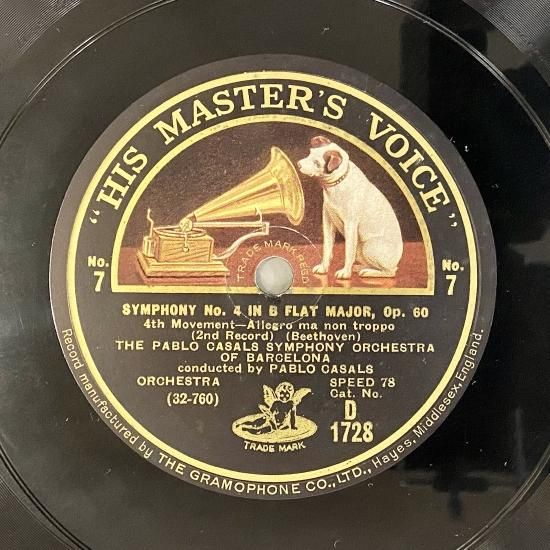 "HIS MASTER'S VOICE"
TRADE MARK REGD.
No. 7
No. 7
SYMPHONY No. 4 IN B FLAT MAJOR, Op. 60
4th Movement—Allegro ma non troppo
(2nd Record) (Beethoven)
THE PABLO CASALS SYMPHONY ORCHESTRA
OF BARCELONA
conducted by PABLO CASALS
ORCHESTRA SPEED 78
(32-760) Cat. No.
D
1728
TRADE MARK
Record manufactured by THE GRAMOPHONE CO., LTD., Hayes, Middlesex, England.